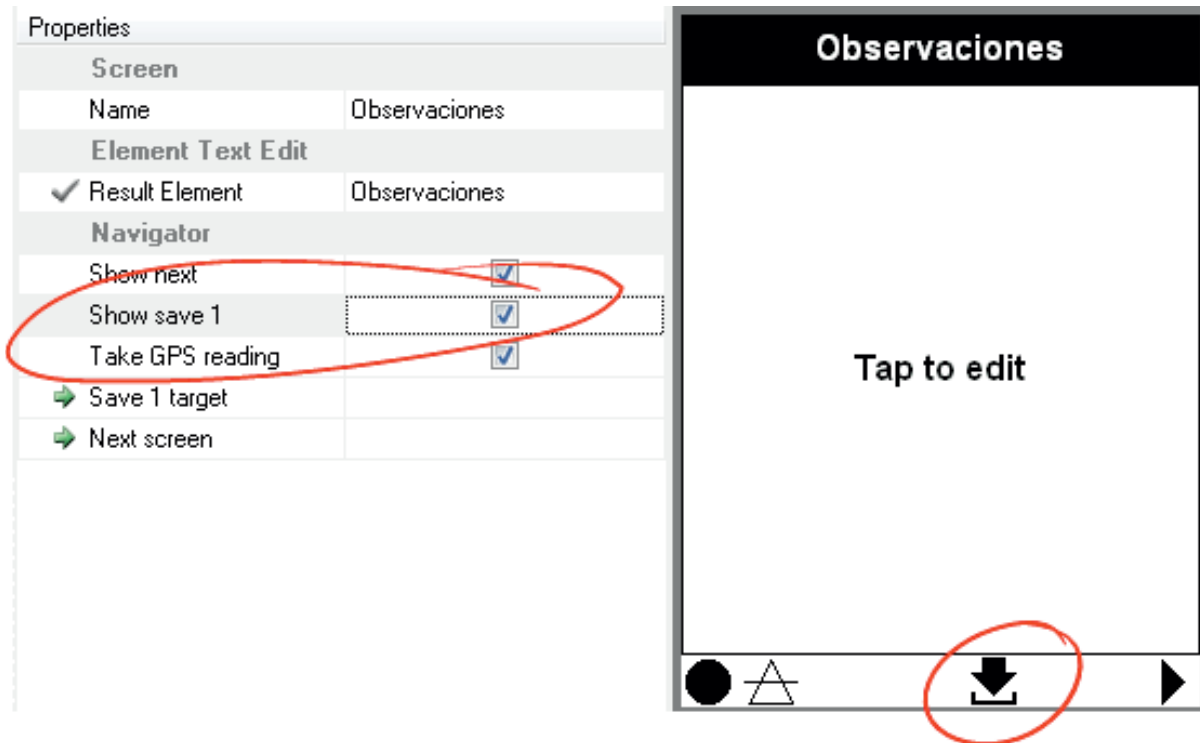 Properties
Screen
Name Observaciones
Element Text Edit
Result Element Observaciones
Navigator
Show next
Show save 1
Take GPS reading
Save 1 target
Next screen
Observaciones
Tap to edit